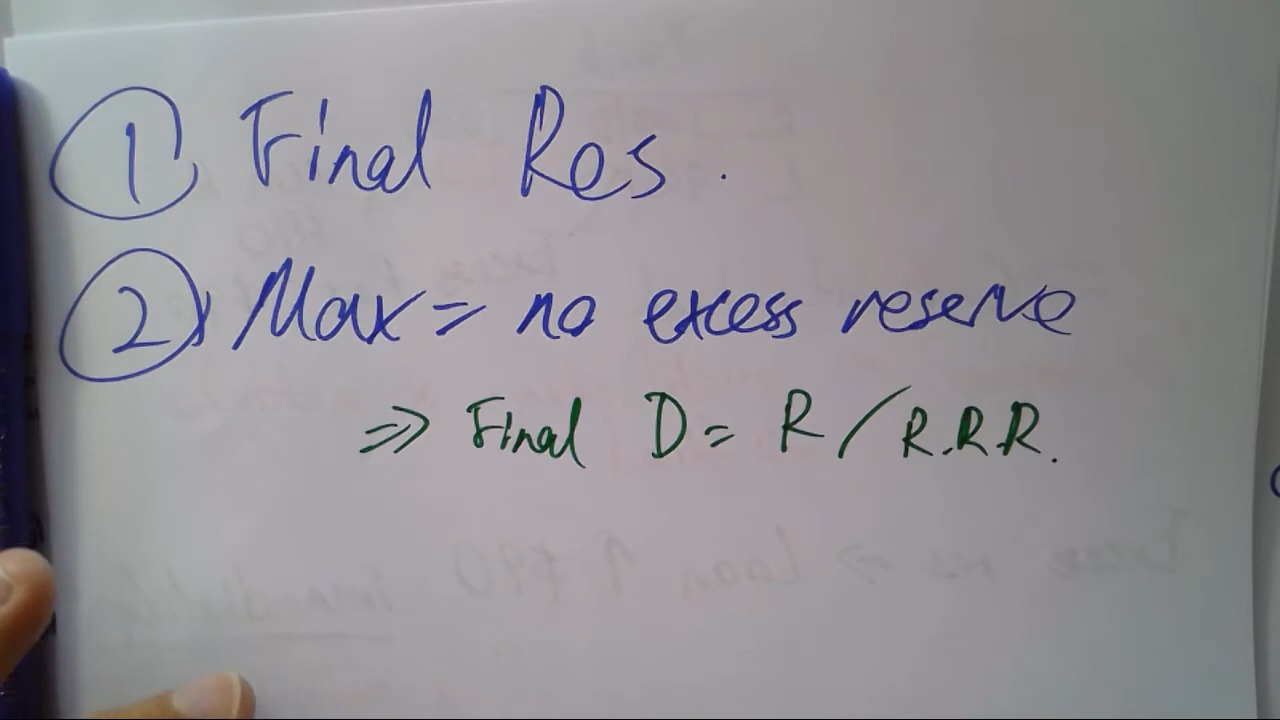 ① Final Res.
② Max = no excess reserve
⇒ Final D = R / R.R.R.